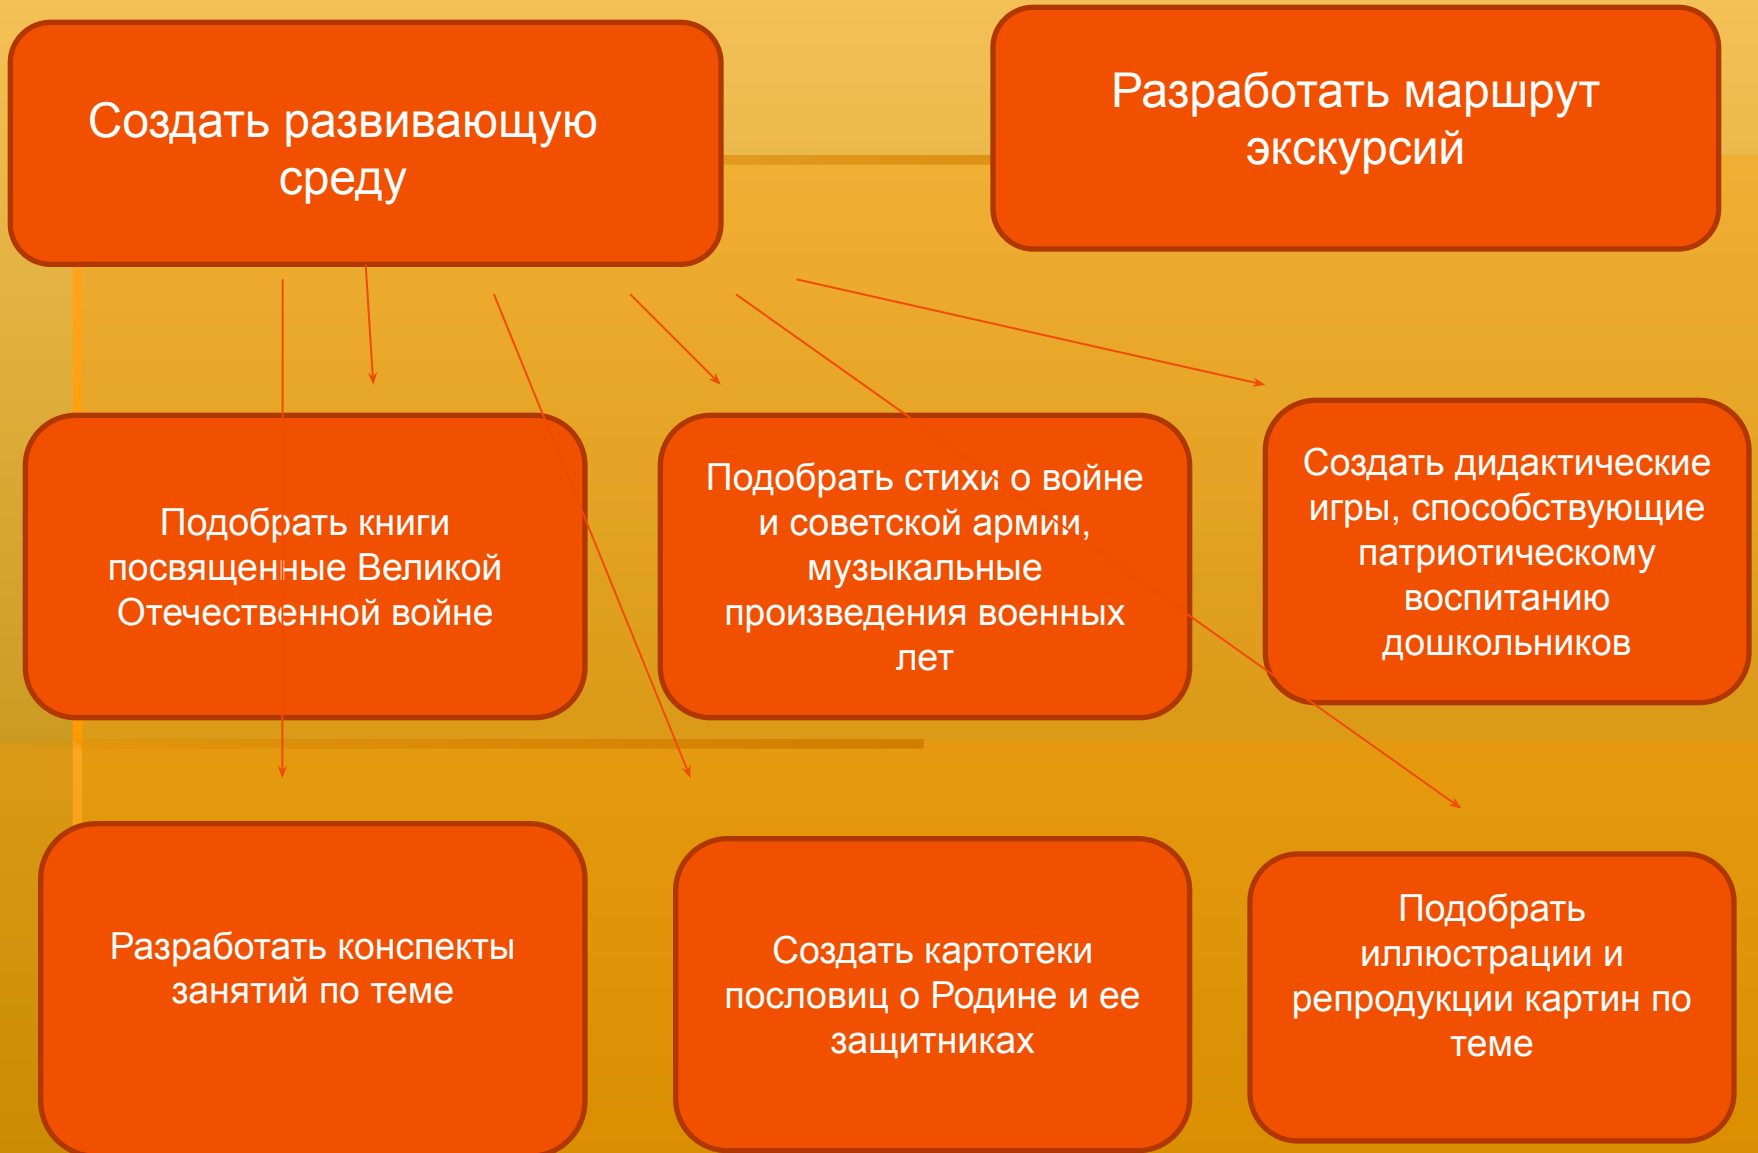 Создать развивающую
среду
Разработать маршрут
экскурсий
Подобрать книги
посвященные Великой
Отечественной войне
Подобрать стихи о войне
и советской армии,
музыкальные
произведения военных
лет
Создать дидактические
игры, способствующие
патриотическому
воспитанию
дошкольников
Разработать конспекты
занятий по теме
Создать картотеки
пословиц о Родине и ее
защитниках
Подобрать
иллюстрации и
репродукции картин по
теме